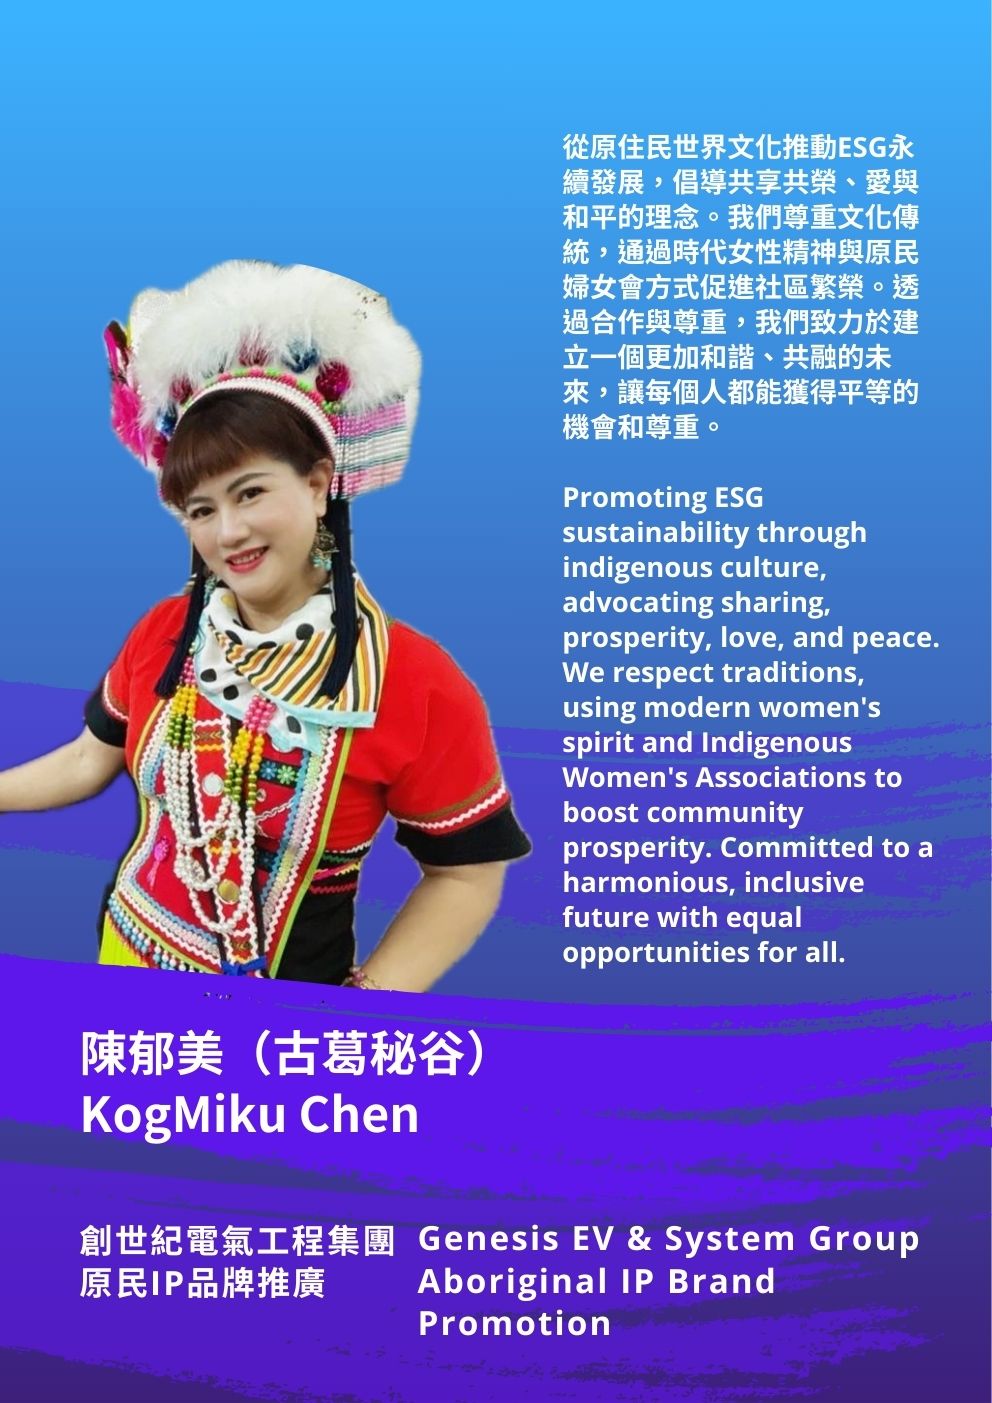 從原住民世界文化推動ESG永
續發展，倡導共享共榮、愛與
和平的理念。我們尊重文化傳
統，通過時代女性精神與原民
婦女會方式促進社區繁榮。透
過合作與尊重，我們致力於建
立一個更加和諧、共融的未
來，讓每個人都能獲得平等的
機會和尊重。
Promoting ESG
sustainability through
indigenous culture,
advocating sharing,
prosperity, love, and peace.
We respect traditions,
using modern women's
spirit and Indigenous
Women's Associations to
boost community
prosperity. Committed to a
harmonious, inclusive
future with equal
opportunities for all.
陳郁美（古葛秘谷）
KogMiku Chen
創世紀電氣工程集團
原民IP品牌推廣
Genesis EV & System Group
Aboriginal IP Brand
Promotion